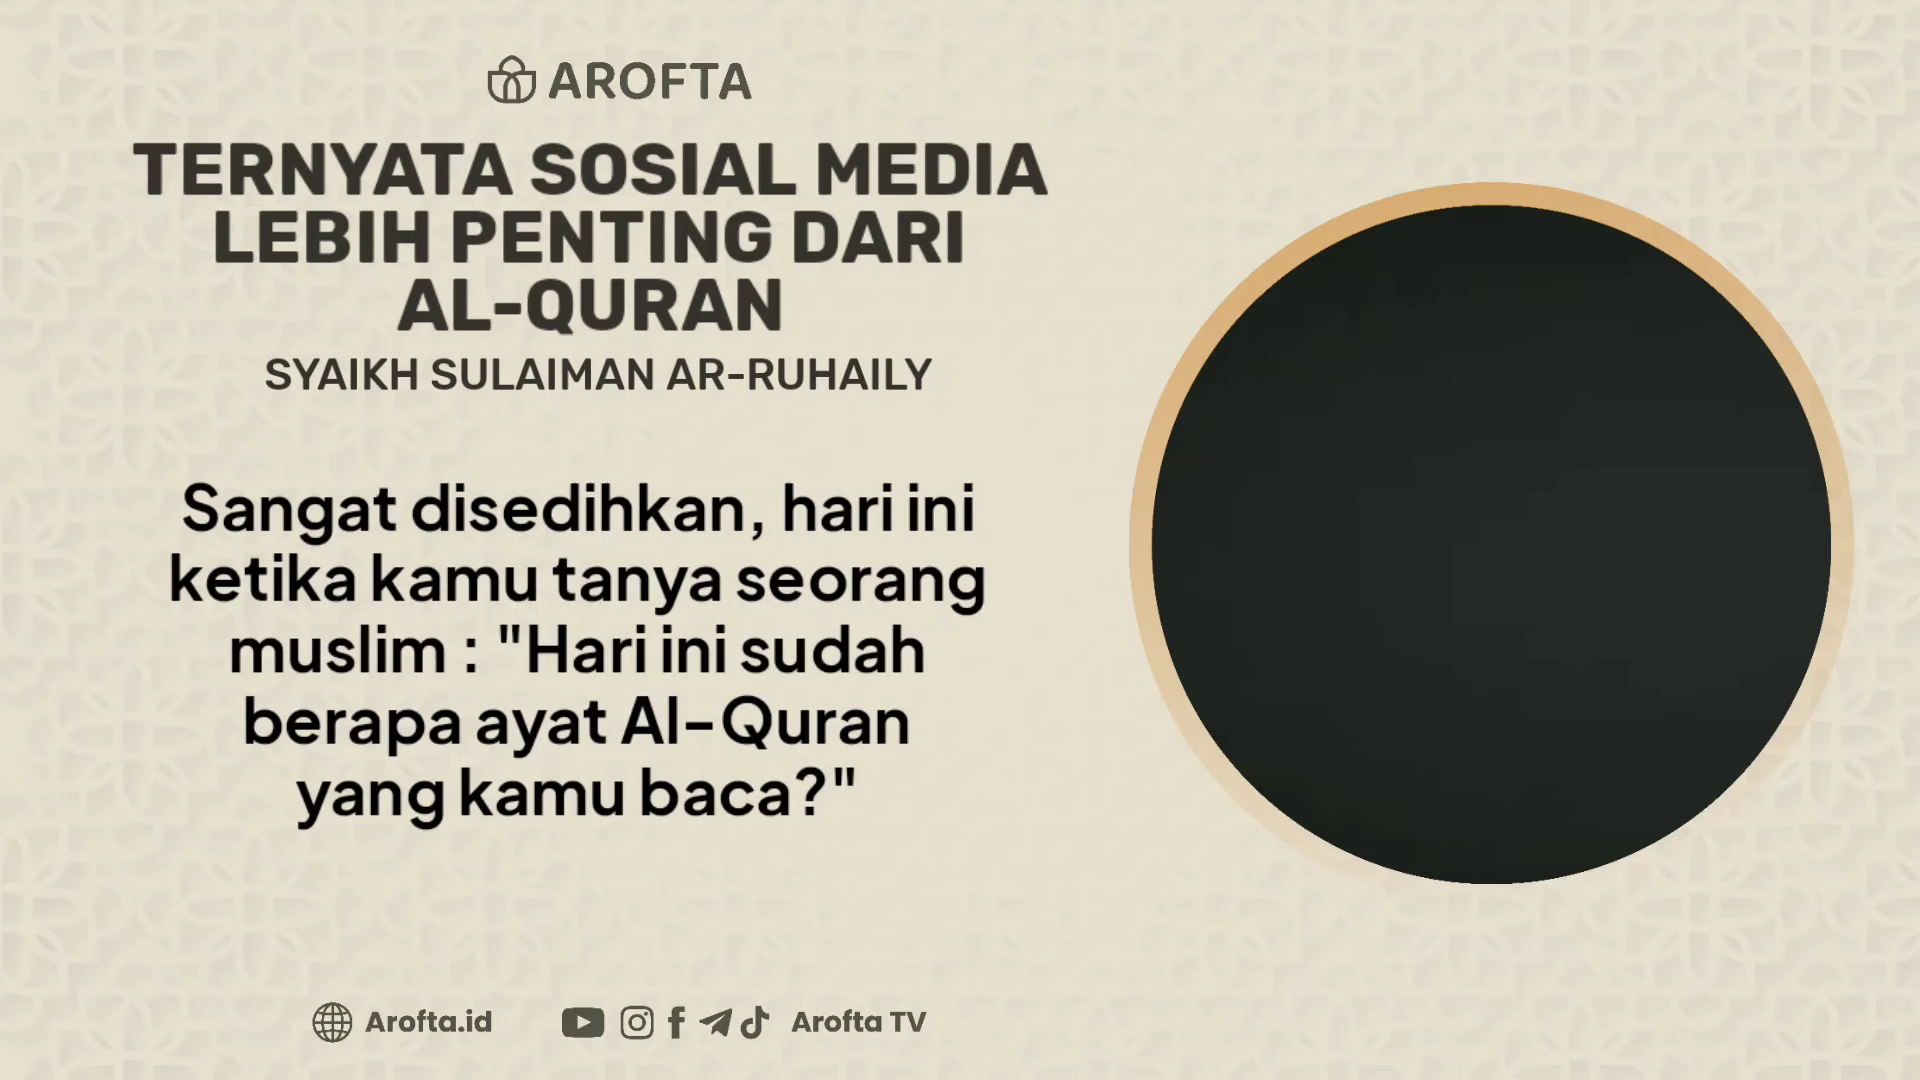 AROFTA
TERNYATA SOSIAL MEDIA
LEBIH PENTING DARI
AL-QURAN
SYAIKH SULAIMAN AR-RUHAILY
Sangat disedihkan, hari ini
ketika kamu tanya seorang
muslim : "Hari ini sudah
berapa ayat Al-Quran
yang kamu baca?"
Arofta.id
Arofta TV